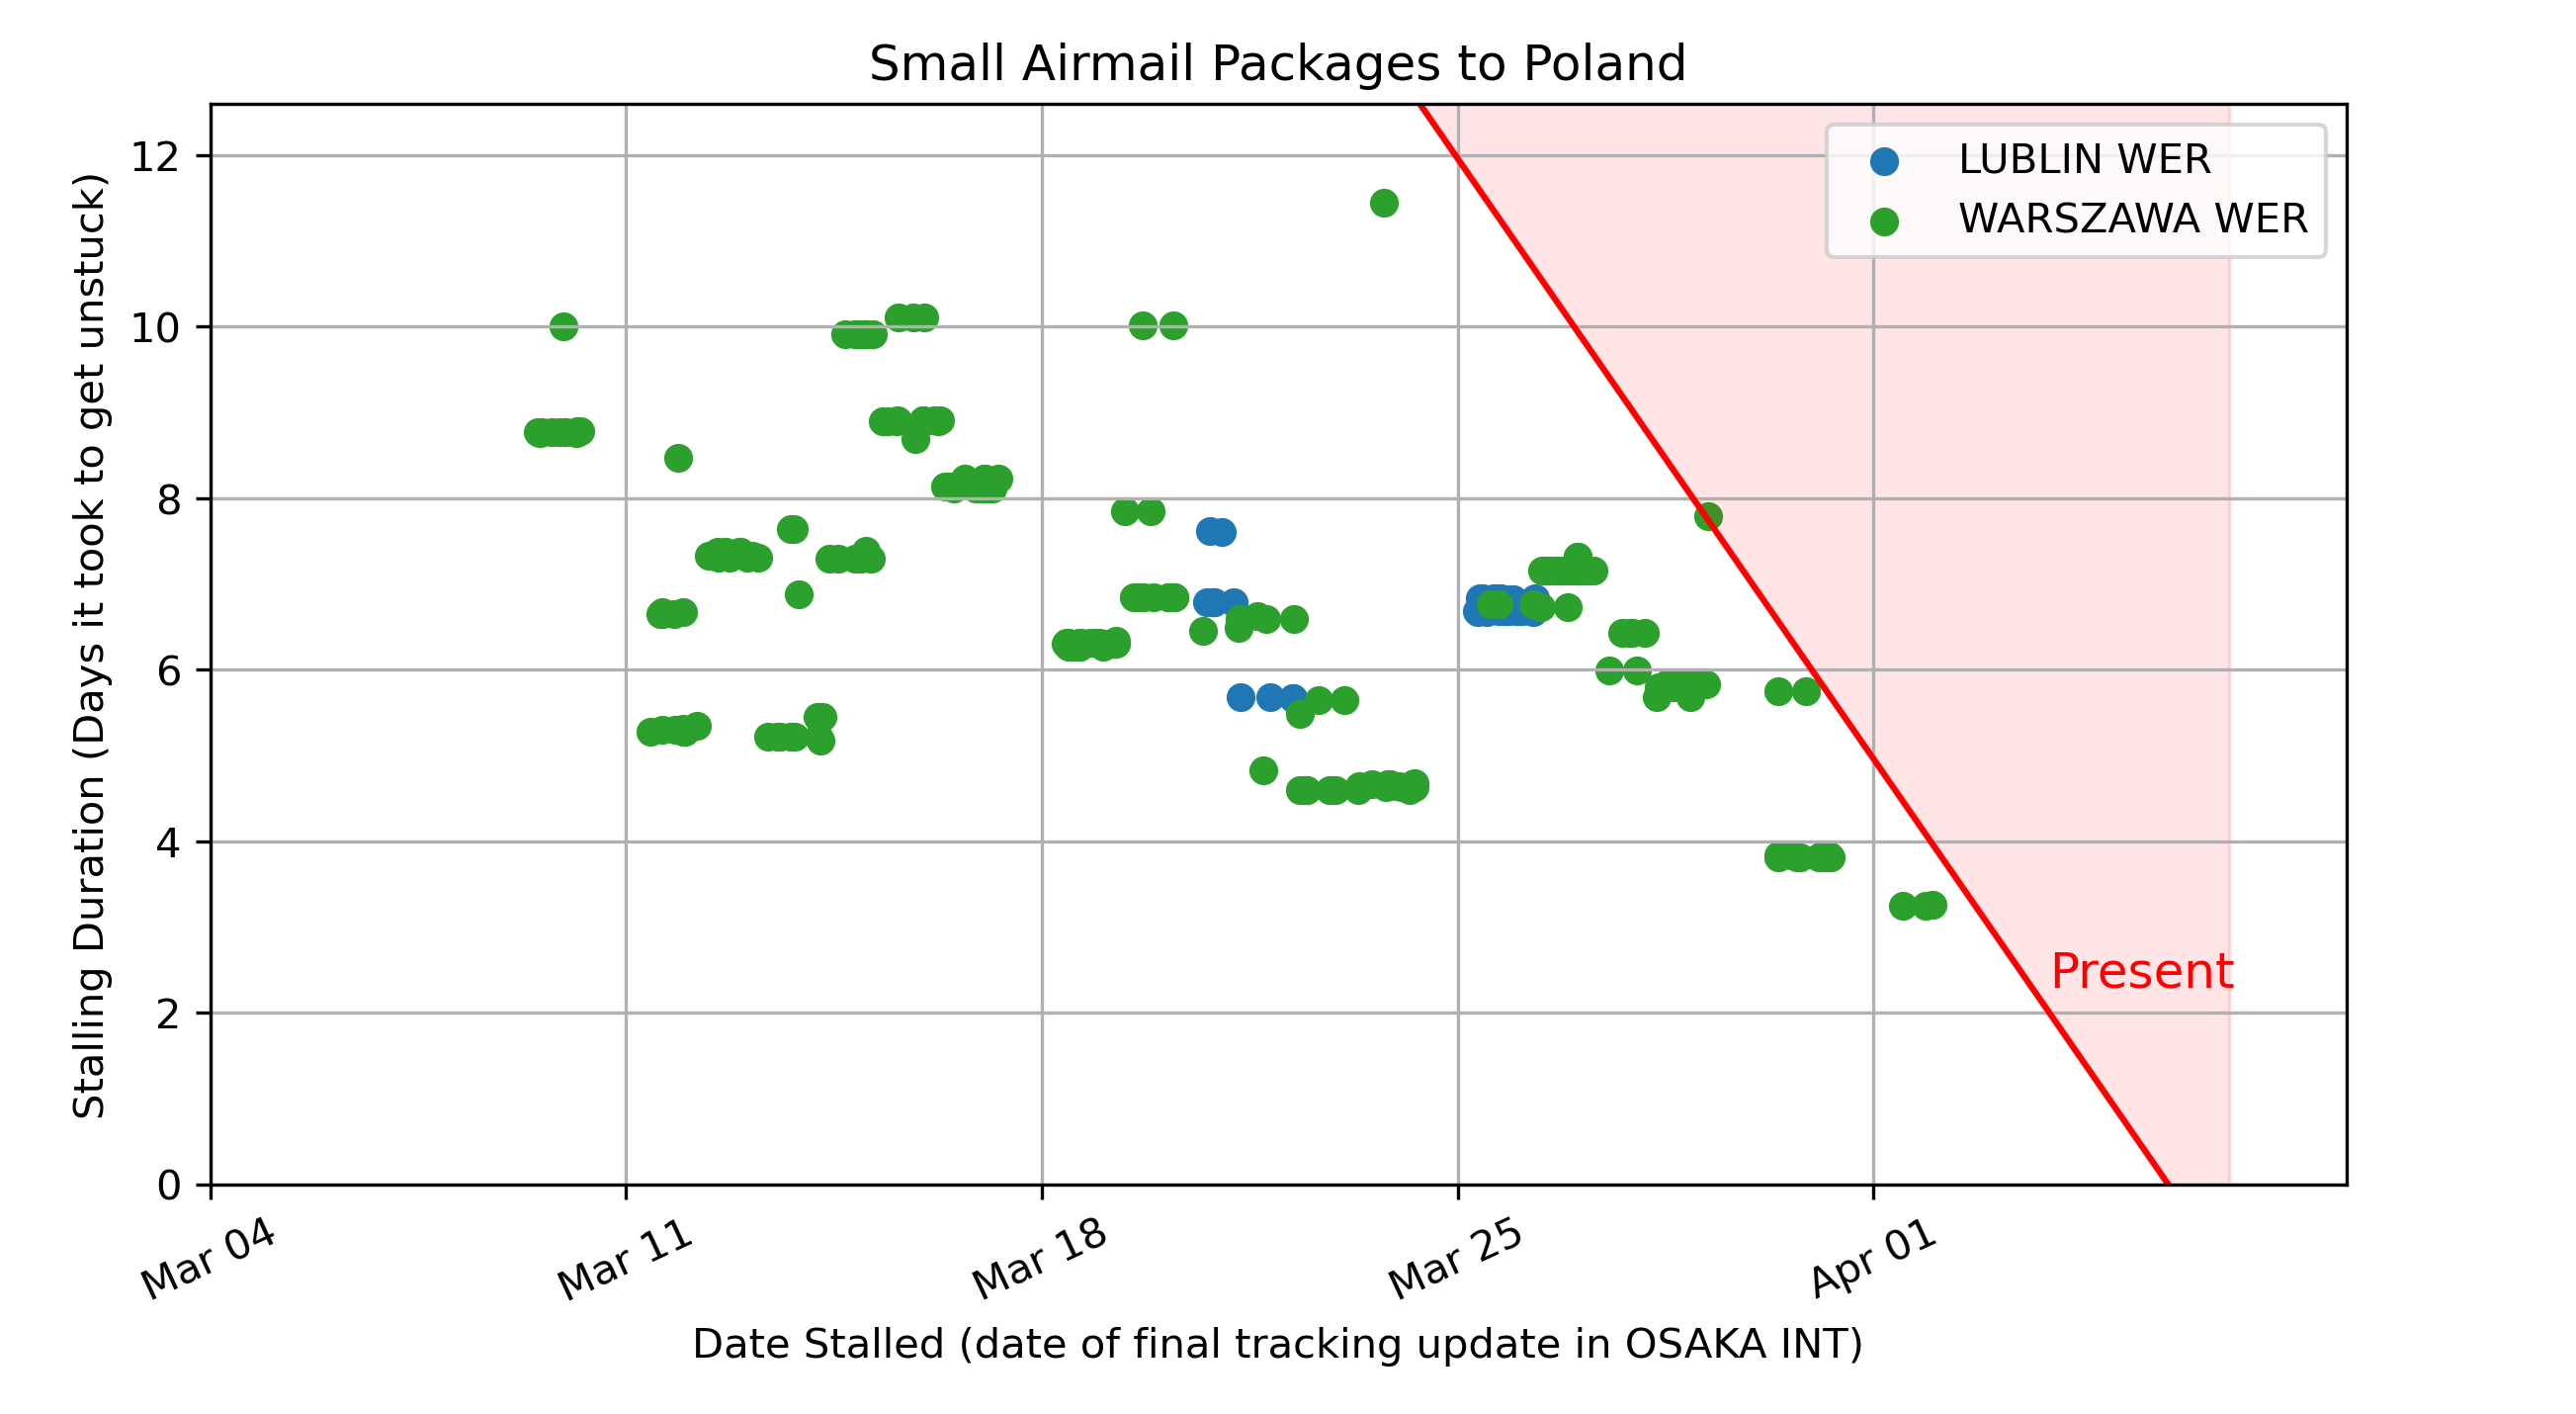 Small Airmail Packages to Poland
LUBLIN WER
WARSZAWA WER
Present
Stalling Duration (Days it took to get unstuck)
12
10
8
6
4
2
0
Mar 04
Mar 11
Mar 18
Mar 25
Apr 01
Date Stalled (date of final tracking update in OSAKA INT)